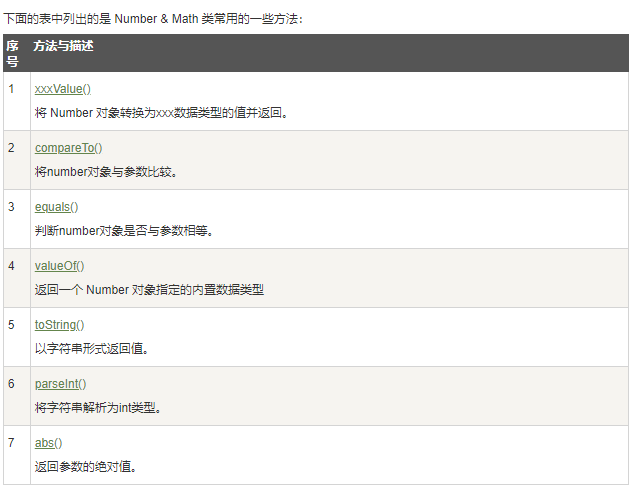 下面的表中列出的是 Number & Math 类常用的一些方法：
序号 方法与描述
1 xxxValue()
将 Number 对象转换为xxx数据类型的值并返回。
2 compareTo()
将number对象与参数比较。
3 equals()
判断number对象是否与参数相等。
4 valueOf()
返回一个 Number 对象指定的内置数据类型
5 toString()
以字符串形式返回值。
6 parseInt()
将字符串解析为int类型。
7 abs()
返回参数的绝对值。